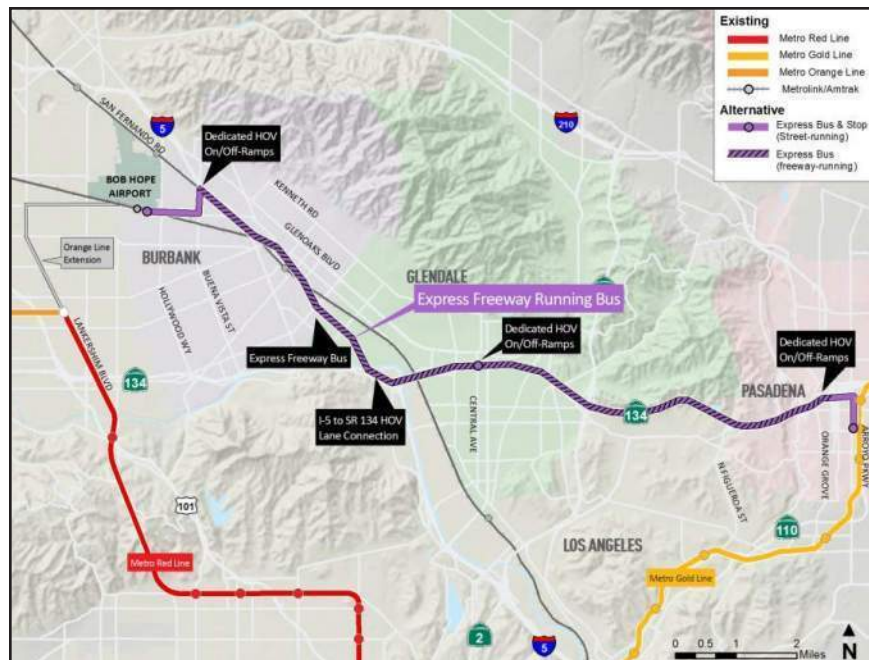 Existing
Metro Red Line
Metro Gold Line
Metro Orange Line
Metrolink/Amtrak
Alternative
Express Bus & Stop
(Street-running)
Express Bus
(freeway-running)
SAN FERNANDO RD
5
Dedicated HOV
On/Off-Ramps
210
BOB HOPE
AIRPORT
KENNETH RD
GLENOAKS BLVD
Orange Line
Extension
BURBANK
BUENA VISTA ST
HOLLYWOOD WY
GLENDALE
Express Freeway Running Bus
LANKERSHIM BLVD
Express Freeway Bus
Dedicated HOV
On/Off-Ramps
Dedicated HOV
On/Off-Ramps
134
PASADENA
I-5 to SR 134 HOV
Lane Connection
CENTRAL AVE
134
ORANGE GROVE
ARROYO PKWY
N FIGUERDA ST
101
110
LOS ANGELES
Metro Red Line
Metro Gold Line
2
5
0 0.5 1 2
Miles
N